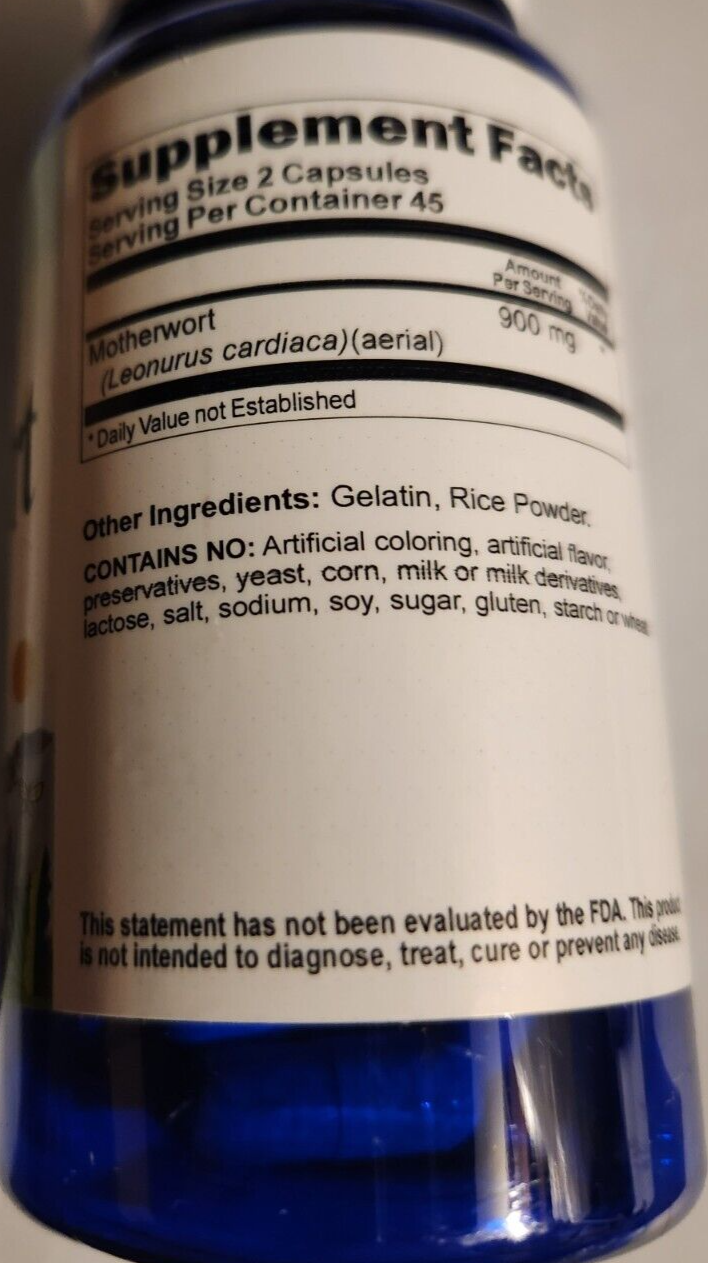 Supplement Facts
Serving Size 2 Capsules
Serving Per Container 45
Amount
Per Serving
% Daily
Value
Motherwort
900 mg *
(Leonurus cardiaca)(aerial)
* Daily Value not Established
Other Ingredients: Gelatin, Rice Powder.
CONTAINS NO: Artificial coloring, artificial flavor,
preservatives, yeast, corn, milk or milk derivatives,
lactose, salt, sodium, soy, sugar, gluten, starch or wheat
This statement has not been evaluated by the FDA. This product
is not intended to diagnose, treat, cure or prevent any disease.